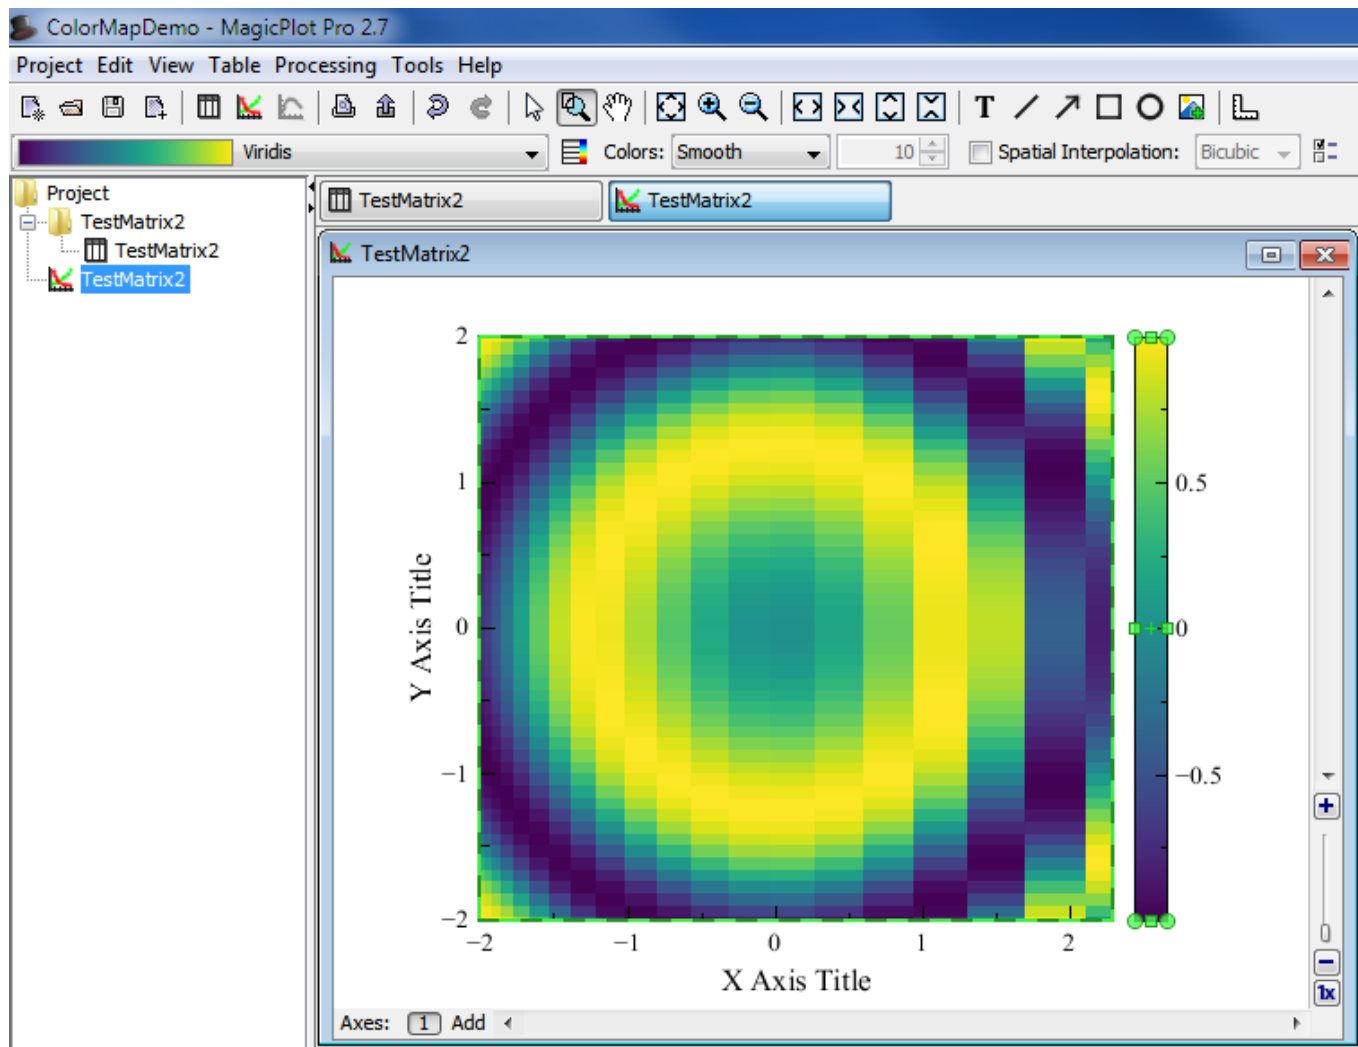 ColorMapDemo - MagicPlot Pro 2.7
Project Edit View Table Processing Tools Help
T
Viridis Colors: Smooth 10 Spatial Interpolation: Bicubic
Project
TestMatrix2
TestMatrix2
TestMatrix2
TestMatrix2 TestMatrix2
TestMatrix2
2
1
0
−1
−2
Y Axis Title
−2 −1 0 1 2
X Axis Title
0.5
0
−0.5
1x
Axes: 1 Add